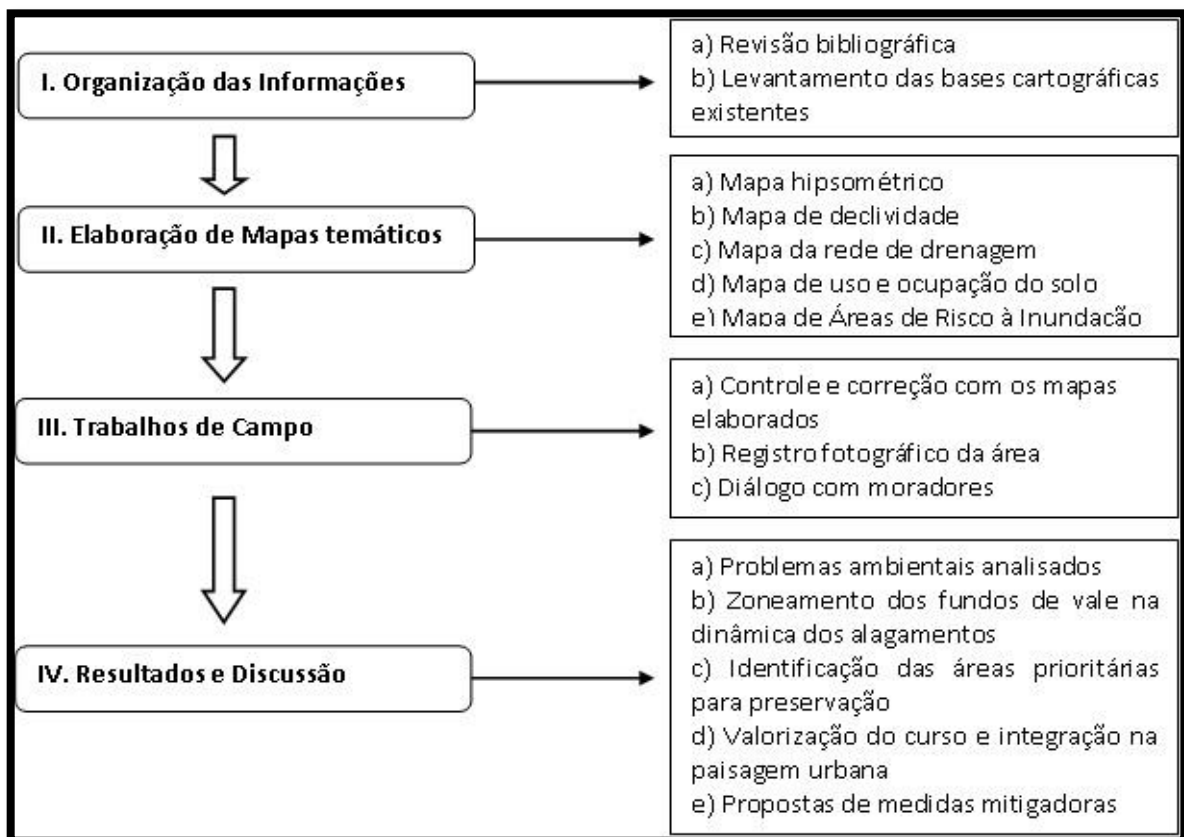 I. Organização das Informações
a) Revisão bibliográfica
b) Levantamento das bases cartográficas
existentes
II. Elaboração de Mapas temáticos
a) Mapa hipsométrico
b) Mapa de declividade
c) Mapa da rede de drenagem
d) Mapa de uso e ocupação do solo
e) Mapa de Áreas de Risco à Inundação
III. Trabalhos de Campo
a) Controle e correção com os mapas
elaborados
b) Registro fotográfico da área
c) Diálogo com moradores
IV. Resultados e Discussão
a) Problemas ambientais analisados
b) Zoneamento dos fundos de vale na
dinâmica dos alagamentos
c) Identificação das áreas prioritárias
para preservação
d) Valorização do curso e integração na
paisagem urbana
e) Propostas de medidas mitigadoras